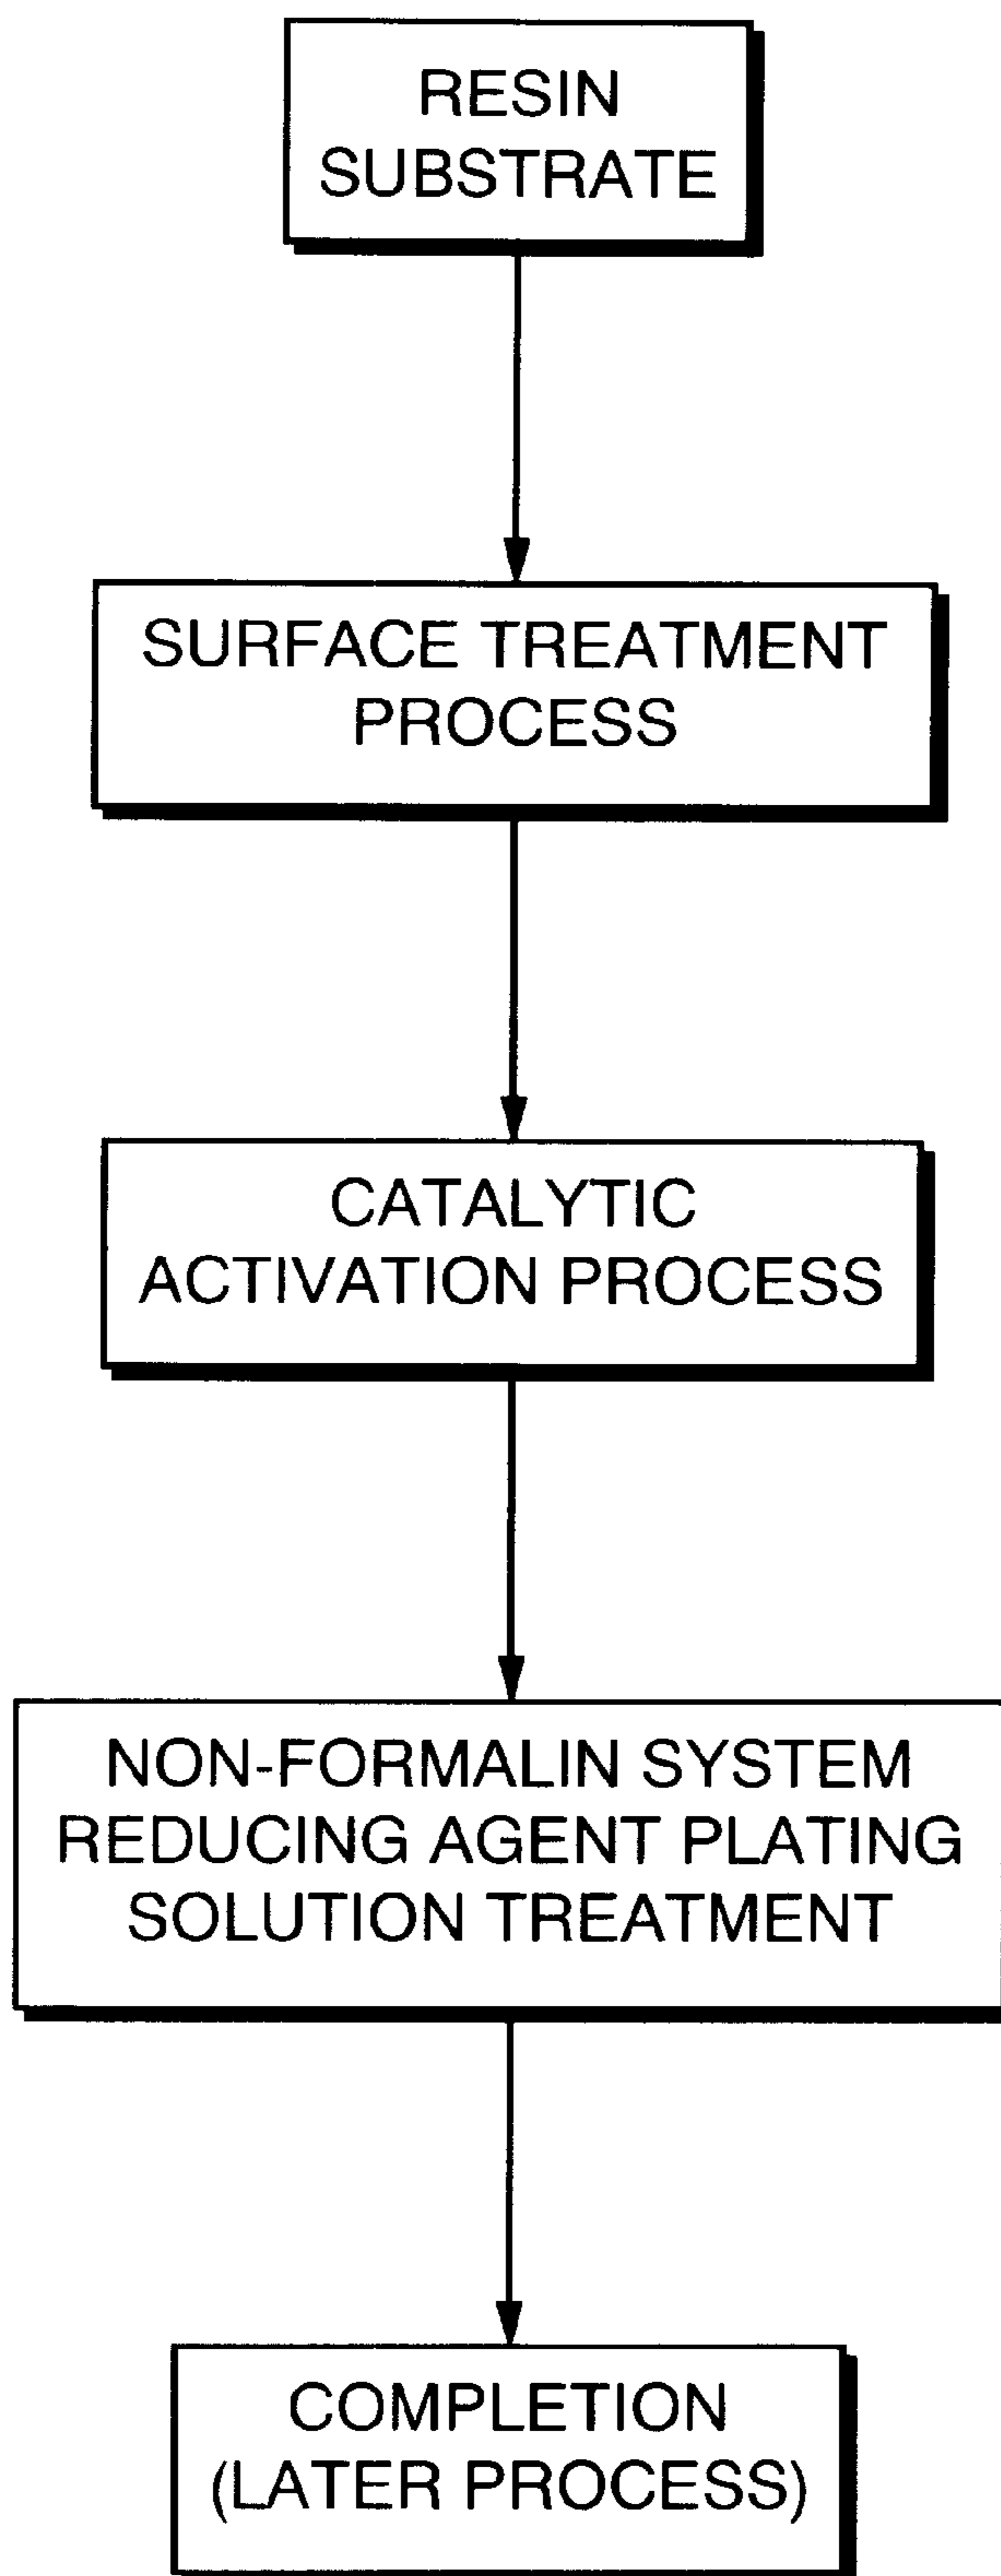 RESIN
SUBSTRATE
SURFACE TREATMENT
PROCESS
CATALYTIC
ACTIVATION PROCESS
NON-FORMALIN SYSTEM
REDUCING AGENT PLATING
SOLUTION TREATMENT
COMPLETION
(LATER PROCESS)